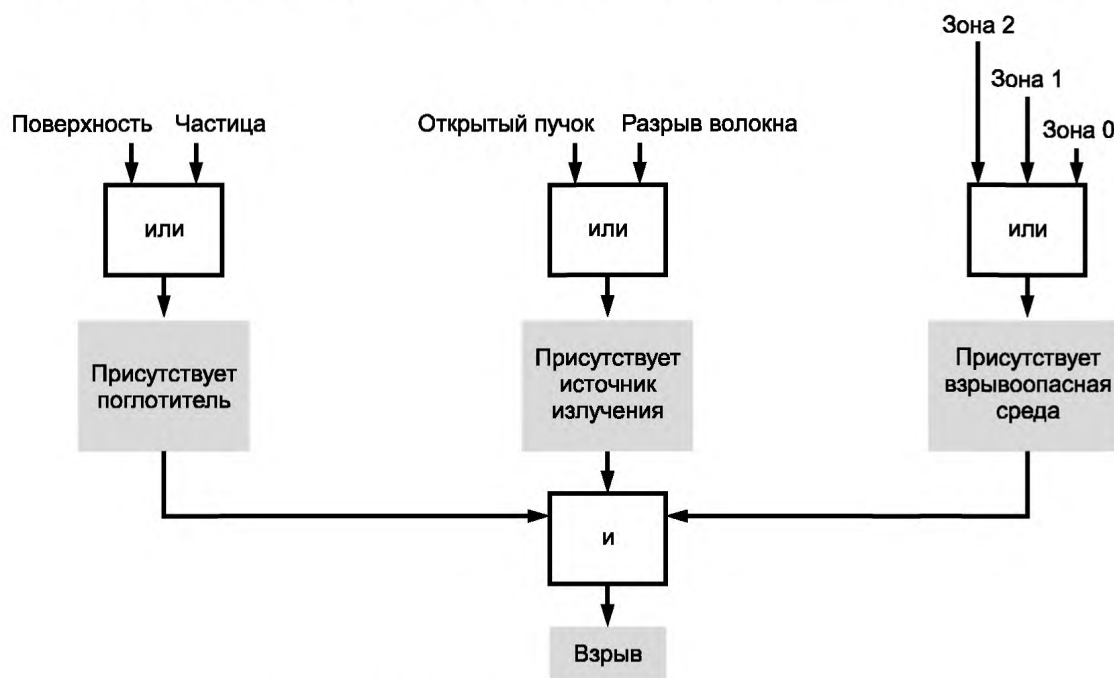 Зона 2
Зона 1
Поверхность Частица
Открытый пучок Разрыв волокна
Зона 0
или
или
или
Присутствует
поглотитель
Присутствует
источник
излучения
Присутствует
взрывоопасная
среда
и
Взрыв